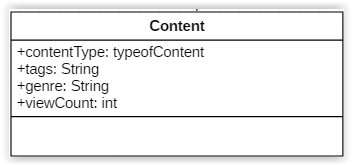 Content
+contentType: typeofContent
+tags: String
+genre: String
+viewCount: int